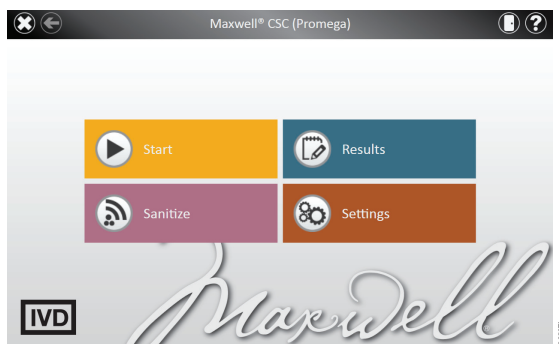 Maxwell® CSC (Promega)
?
Start
Results
Sanitize
Settings
IVD
Maxwell